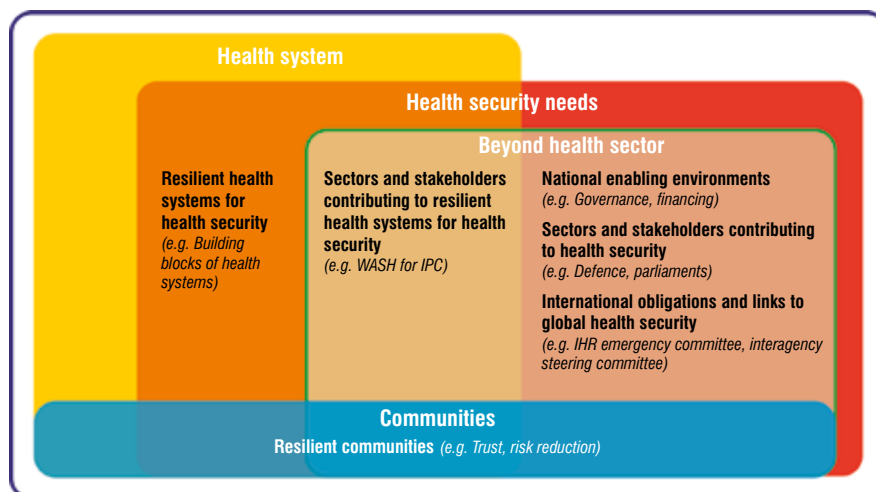 Health system
Health security needs
Beyond health sector
Resilient health
systems for
health security
(e.g. Building
blocks of health
systems)
Sectors and stakeholders
contributing to resilient
health systems for health
security
(e.g. WASH for IPC)
National enabling environments
(e.g. Governance, financing)
Sectors and stakeholders contributing
to health security
(e.g. Defence, parliaments)
International obligations and links to
global health security
(e.g. IHR emergency committee, interagency
steering committee)
Communities
Resilient communities (e.g. Trust, risk reduction)